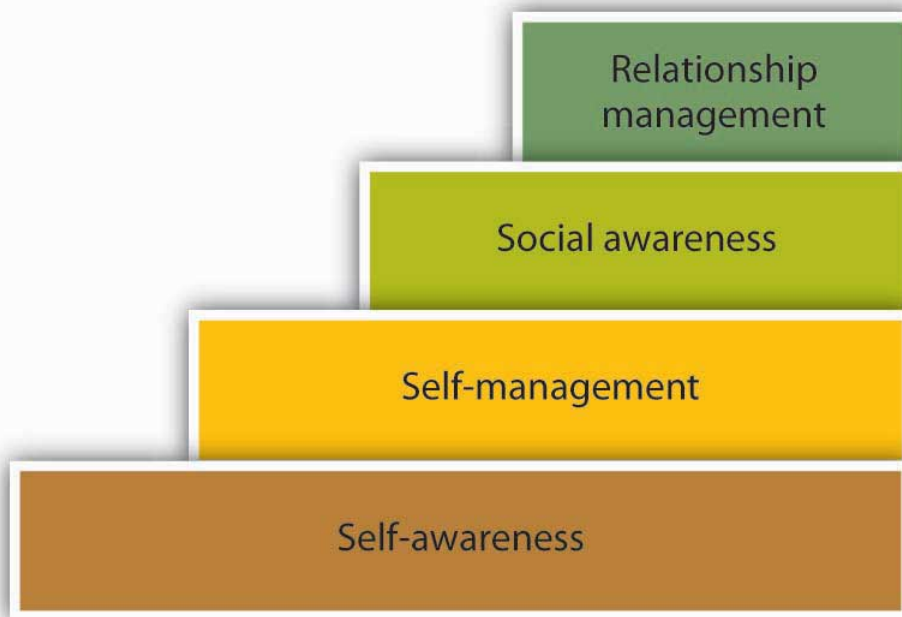 Relationship
management
Social awareness
Self-management
Self-awareness